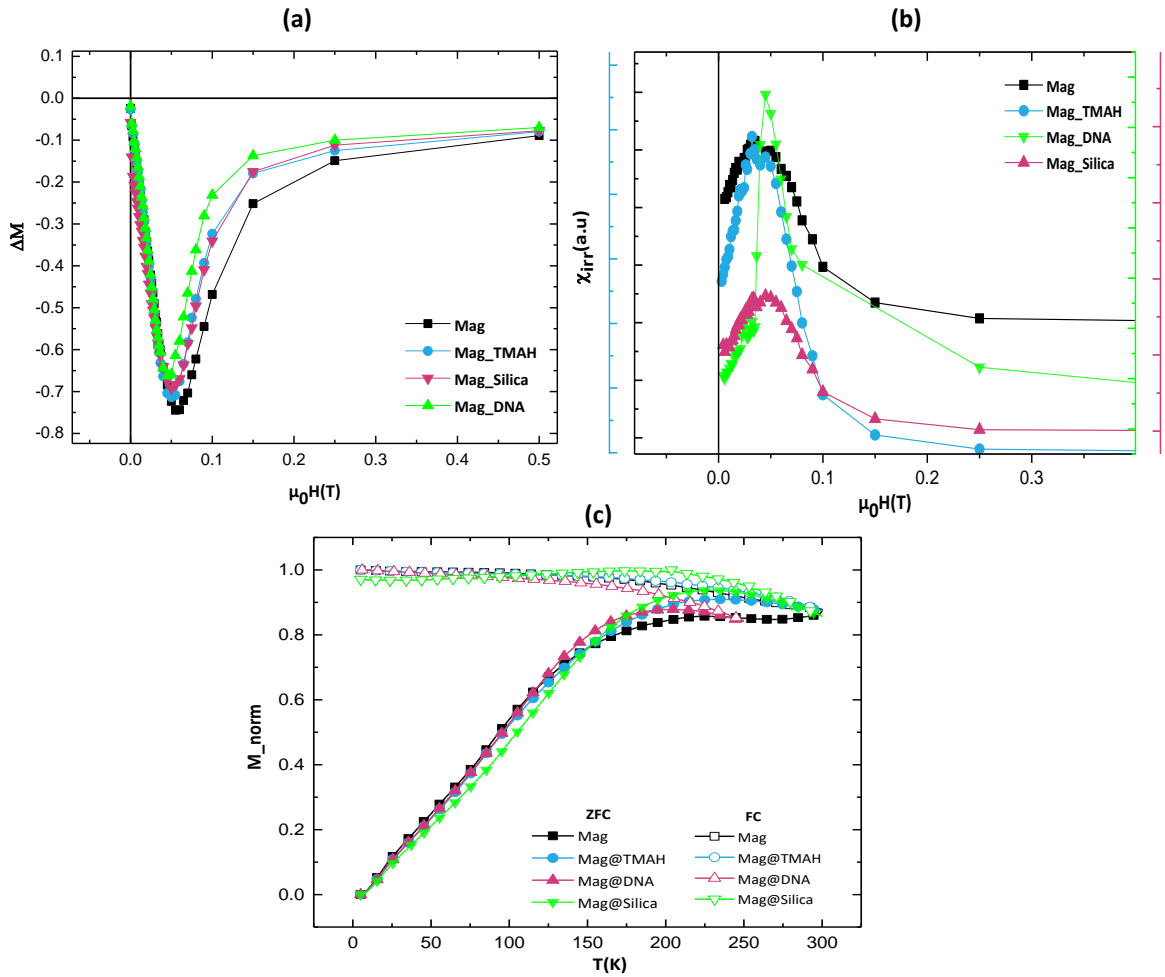 (a)
0.1
0.0
-0.1
-0.2
-0.3
-0.4
-0.5
-0.6
-0.7
-0.8
ΔM
Mag
Mag_TMAH
Mag_Silica
Mag_DNA
0.0 0.1 0.2 0.3 0.4 0.5
μ0H(T)
(b)
χirr(a.u)
Mag
Mag_TMAH
Mag_DNA
Mag_Silica
0.0 0.1 0.2 0.3
μ0H(T)
(c)
1.0
0.8
0.6
0.4
0.2
0.0
M_norm
ZFC
Mag
Mag@TMAH
Mag@DNA
Mag@Silica
FC
Mag
Mag@TMAH
Mag@DNA
Mag@Silica
0 50 100 150 200 250 300
T(K)